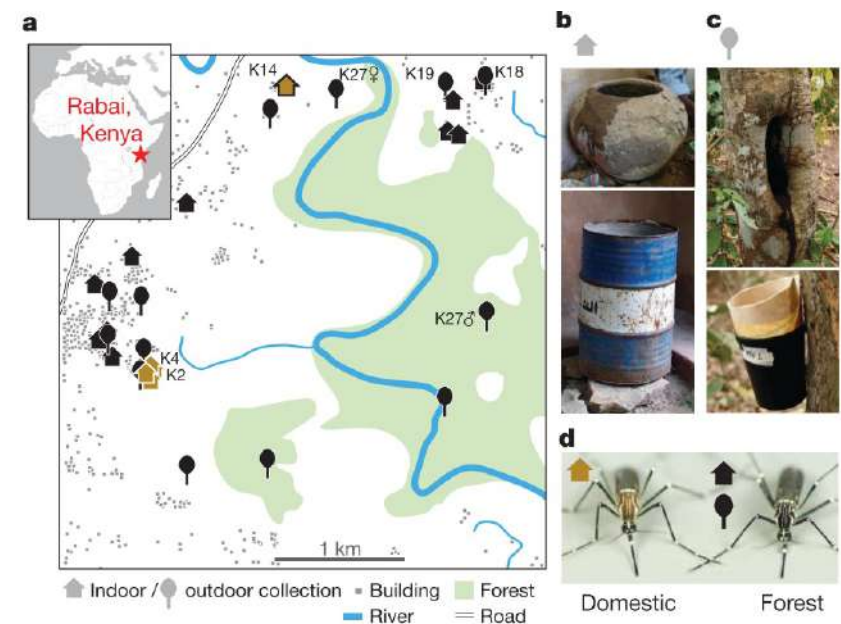 a
Rabai,
Kenya
K14
K27♀
K19
K18
K27♂
K4
K2
1 km
Indoor / outdoor collection
Building
Forest
River
Road
b
c
d
Domestic
Forest